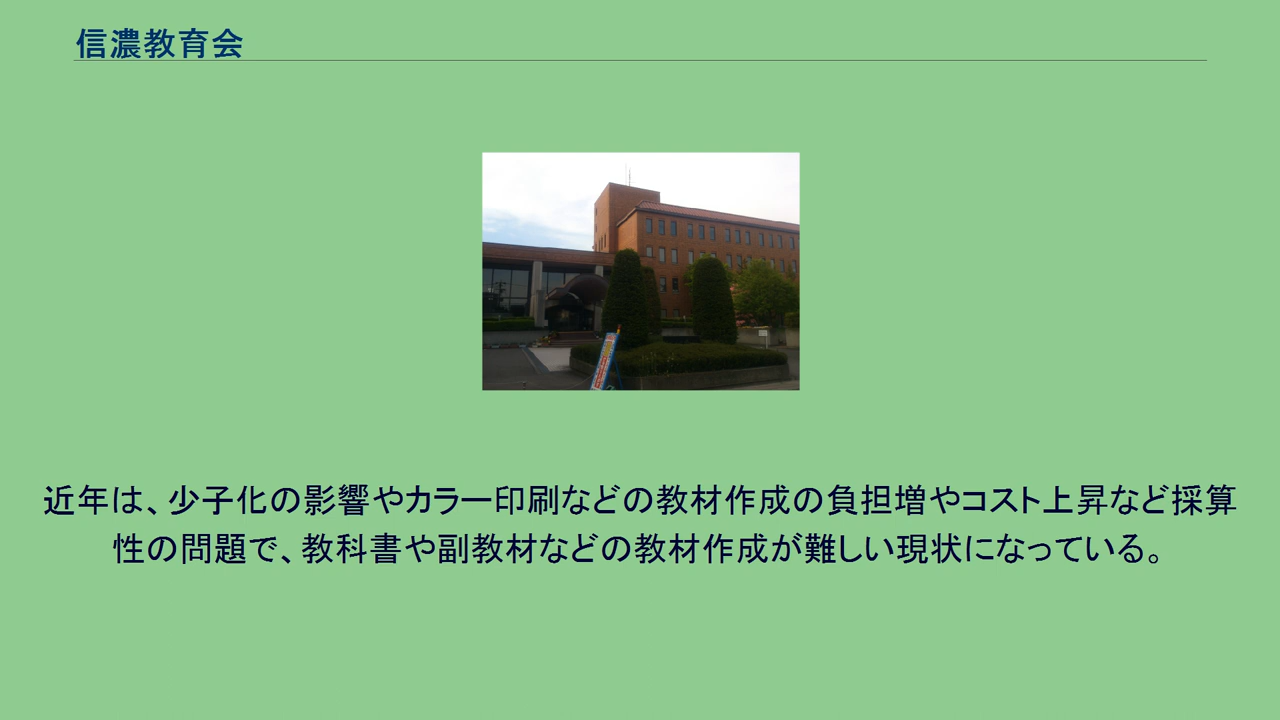 信濃教育会
近年は、少子化の影響やカラー印刷などの教材作成の負担増やコスト上昇など採算
性の問題で、教科書や副教材などの教材作成が難しい現状になっている。